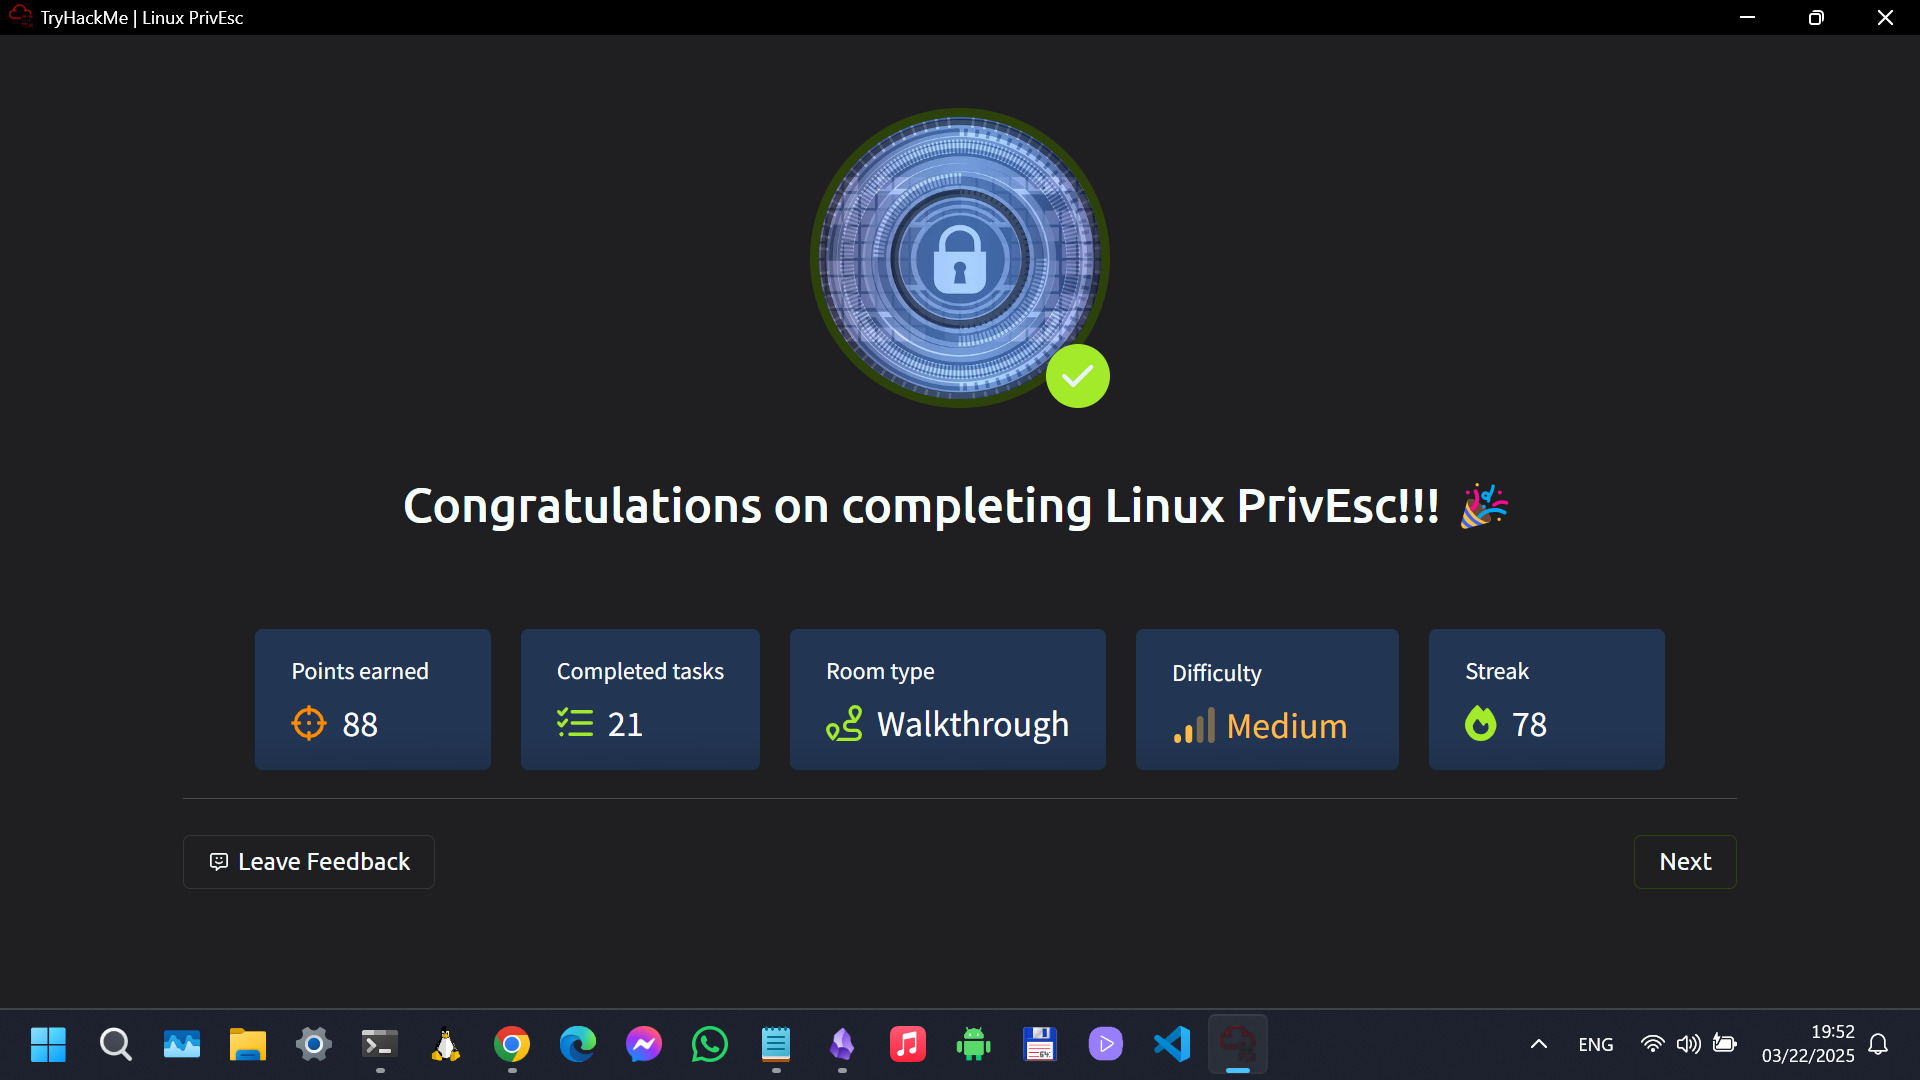 TryHackMe | Linux PrivEsc
Congratulations on completing Linux PrivEsc!!! 🎉
Points earned
88
Completed tasks
21
Room type
Walkthrough
Difficulty
Medium
Streak
78
Leave Feedback
Next
64
ENG
19:52
03/22/2025